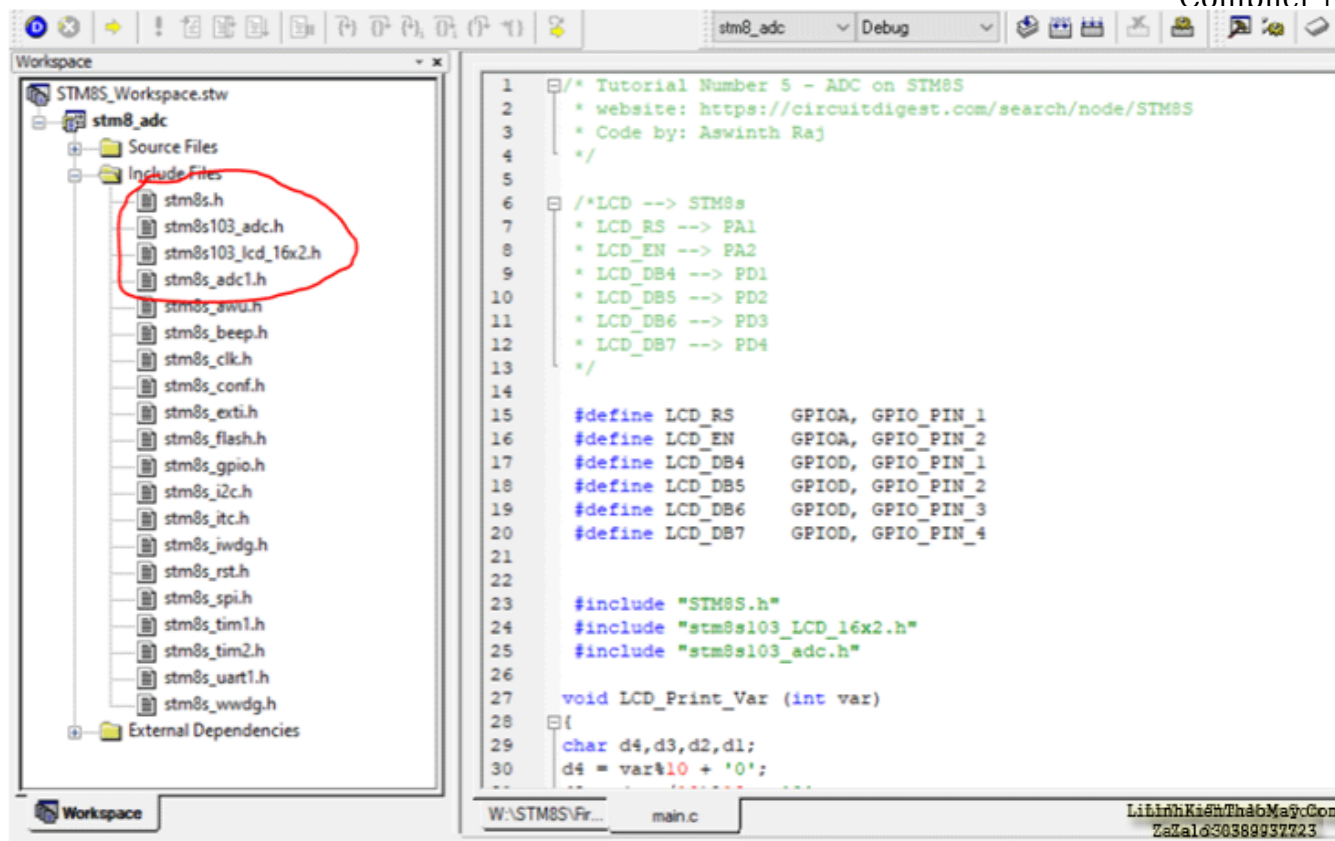 stm8_adc
Debug
Workspace
STM8S_Workspace.stw
stm8_adc
Source Files
Include Files
stm8s.h
stm8s103_adc.h
stm8s103_lcd_16x2.h
stm8s_adc1.h
stm8s_awu.h
stm8s_beep.h
stm8s_clk.h
stm8s_conf.h
stm8s_exti.h
stm8s_flash.h
stm8s_gpio.h
stm8s_i2c.h
stm8s_itc.h
stm8s_iwdg.h
stm8s_rst.h
stm8s_spi.h
stm8s_tim1.h
stm8s_tim2.h
stm8s_uart1.h
stm8s_wwdg.h
External Dependencies
Workspace
1 /* Tutorial Number 5 - ADC on STM8S
2 * website: https://circuitdigest.com/search/node/STM8S
3 * Code by: Aswinth Raj
4 */
5
6 /*LCD --> STM8s
7 * LCD_RS --> PA1
8 * LCD_EN --> PA2
9 * LCD_DB4 --> PD1
10 * LCD_DB5 --> PD2
11 * LCD_DB6 --> PD3
12 * LCD_DB7 --> PD4
13 */
14
15 #define LCD_RS GPIOA, GPIO_PIN_1
16 #define LCD_EN GPIOA, GPIO_PIN_2
17 #define LCD_DB4 GPIOD, GPIO_PIN_1
18 #define LCD_DB5 GPIOD, GPIO_PIN_2
19 #define LCD_DB6 GPIOD, GPIO_PIN_3
20 #define LCD_DB7 GPIOD, GPIO_PIN_4
21
22
23 #include "STM8S.h"
24 #include "stm8s103_LCD_16x2.h"
25 #include "stm8s103_adc.h"
26
27 void LCD_Print_Var (int var)
28 {
29 char d4,d3,d2,d1;
30 d4 = var%10 + '0';
W:\STM8S\Fir...
main.c